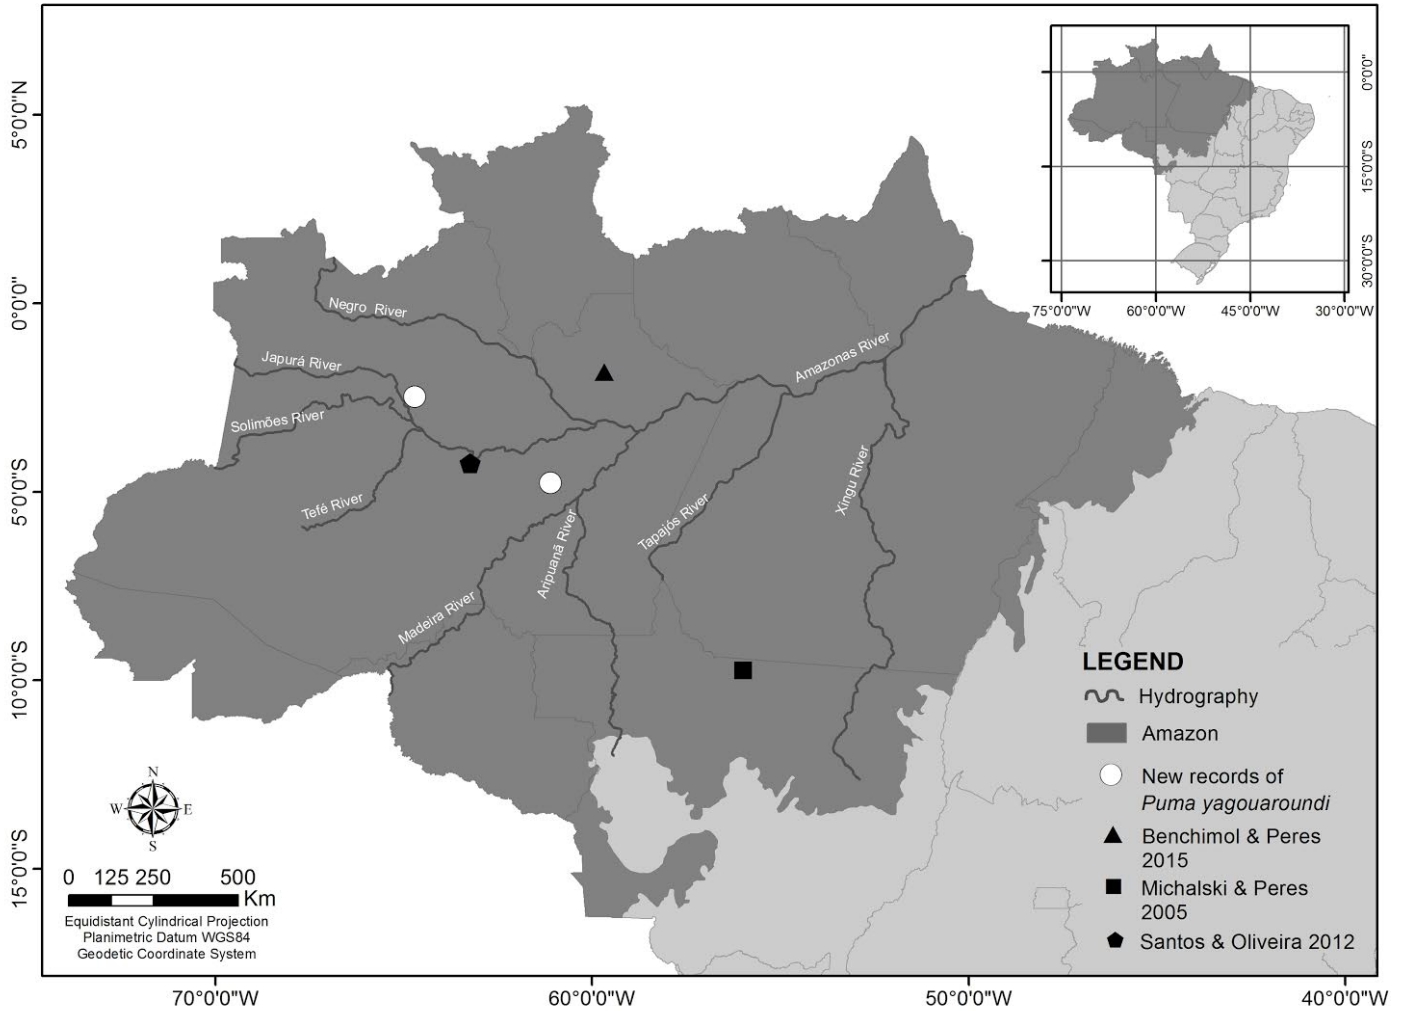 5°0'0"N
0°0'0"
5°0'0"S
10°0'0"S
15°0'0"S
70°0'0"W
60°0'0"W
50°0'0"W
40°0'0"W
0°0'0"
15°0'0"S
30°0'0"S
75°0'0"W
60°0'0"W
45°0'0"W
30°0'0"W
Negro River
Japurá River
Solimões River
Tefé River
Amazonas River
Xingu River
Tapajós River
Aripuanã River
Madeira River
LEGEND
Hydrography
Amazon
New records of
Puma yagouaroundi
Benchimol & Peres
2015
Michalski & Peres
2005
Santos & Oliveira 2012
N
W
E
S
0 125 250 500
Km
Equidistant Cylindrical Projection
Planimetric Datum WGS84
Geodetic Coordinate System